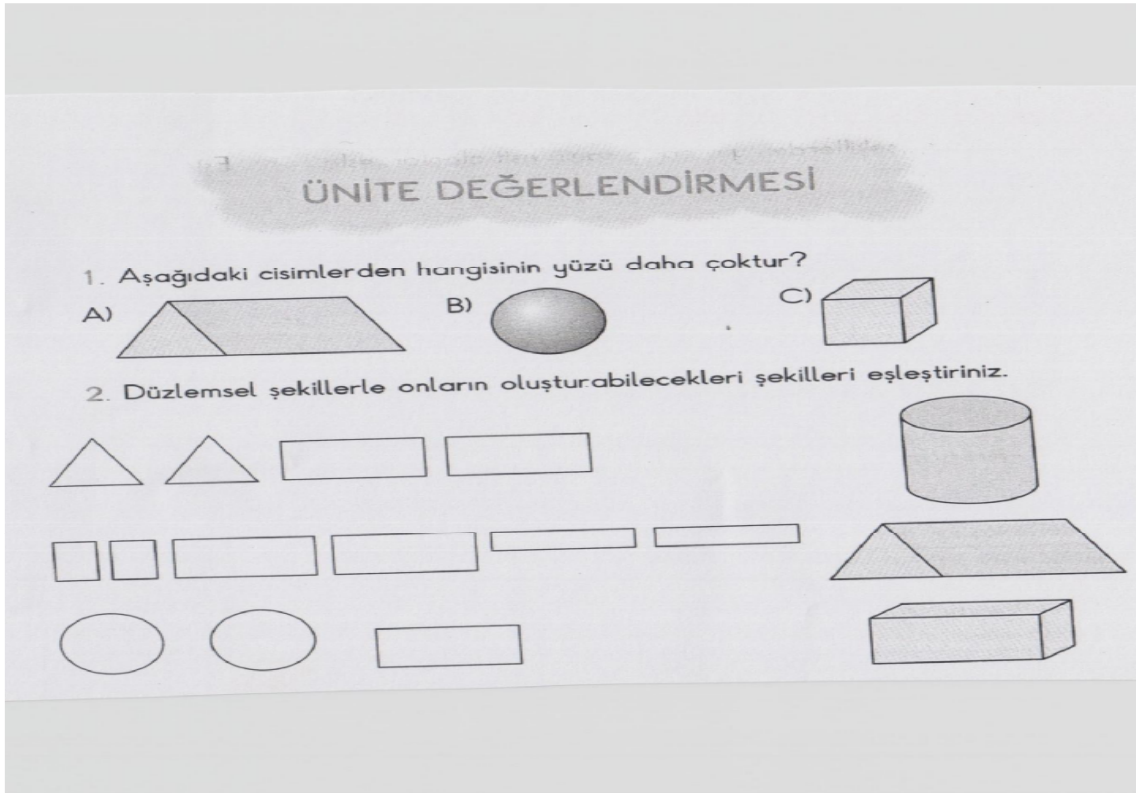 ÜNİTE DEĞERLENDİRMESİ
1. Aşağıdaki cisimlerden hangisinin yüzü daha çoktur?
A) B) C)
2. Düzlemsel şekillerle onların oluşturabilecekleri şekilleri eşleştiriniz.